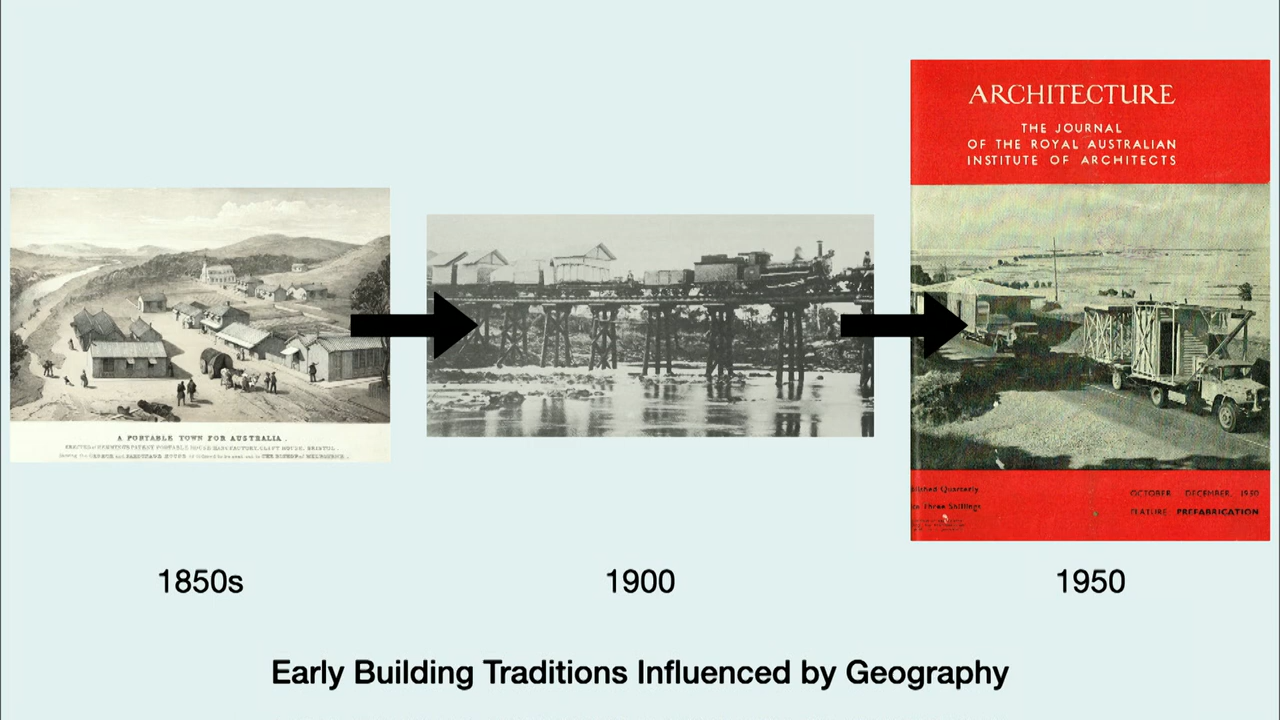 ARCHITECTURE
THE JOURNAL
OF THE ROYAL AUSTRALIAN
INSTITUTE OF ARCHITECTS
A PORTABLE TOWN FOR AUSTRALIA.
Three Shillings
Quarterly
OCTOBER DECEMBER, 1950
FEATURE PREFABRICATION
1850s
1900
1950
Early Building Traditions Influenced by Geography